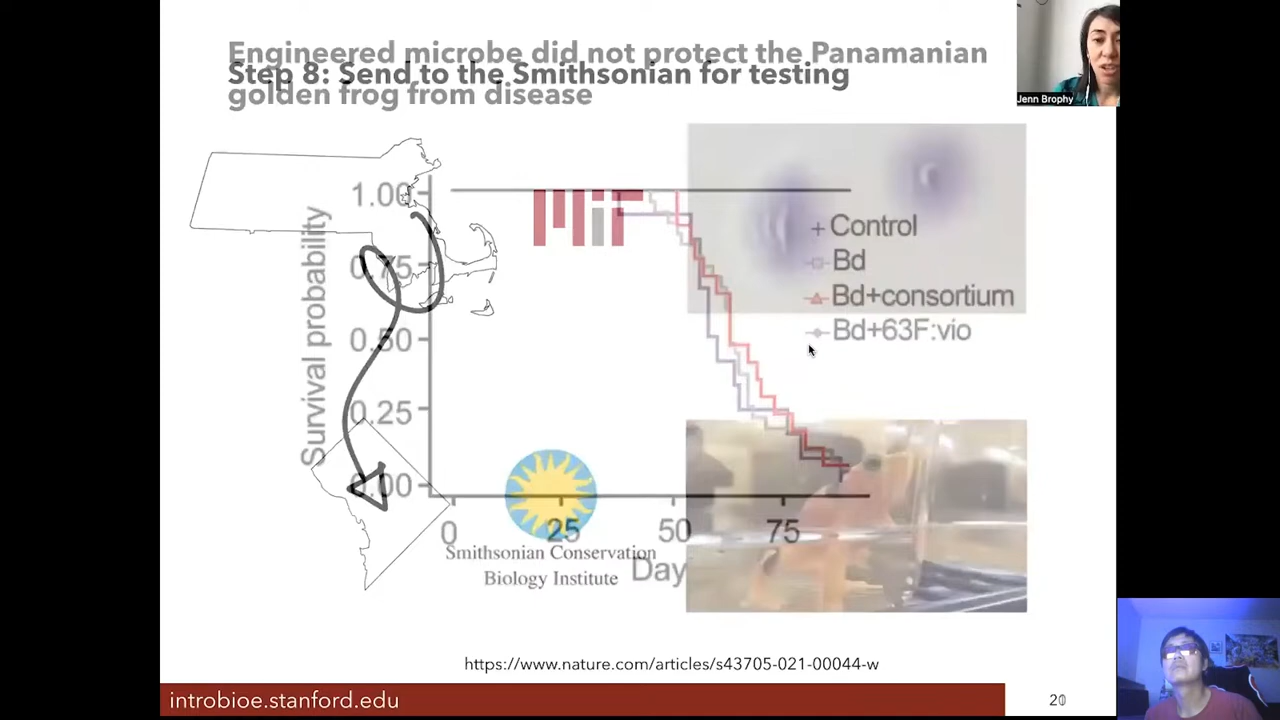 Engineered microbe did not protect the Panamanian
Step 8: Send to the Smithsonian for testing
golden frog from disease
Jenn Brophy
1.00
0.75
0.50
0.25
0.00
Survival probability
MiT
Control
Bd
Bd+consortium
Bd+63F:vio
0
25
50
75
Day
Smithsonian Conservation
Biology Institute
https://www.nature.com/articles/s43705-021-00044-w
introbioe.stanford.edu